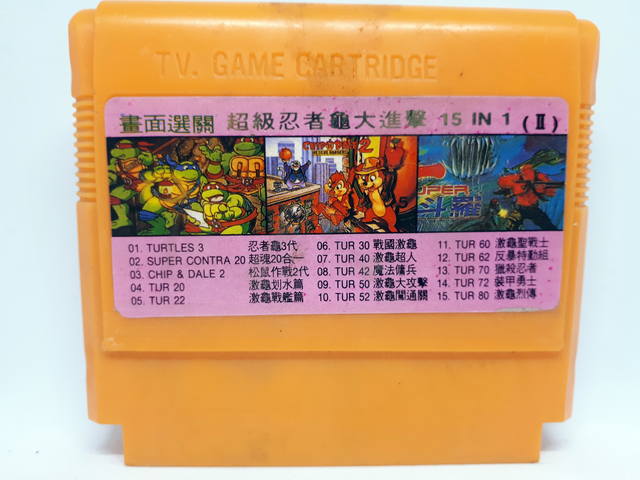 TV. GAME CARTRIDGE
畫面選關 超級忍者龜大進擊 15 IN 1 (Ⅱ)
CHIP 'N DALE 2
SUPER
斗羅
01. TURTLES 3 忍者龜3代
02. SUPER CONTRA 20 超魂20合一
03. CHIP & DALE 2 松鼠作戰2代
04. TUR 20 激龜划水篇
05. TUR 22 激龜戰艦篇
06. TUR 30 戰國激龜
07. TUR 40 激龜超人
08. TUR 42 魔法傭兵
09. TUR 50 激龜大攻擊
10. TUR 52 激龜闖通關
11. TUR 60 激龜聖戰士
12. TUR 62 反暴特勤組
13. TUR 70 獵殺忍者
14. TUR 72 裝甲勇士
15. TUR 80 激龜烈傳